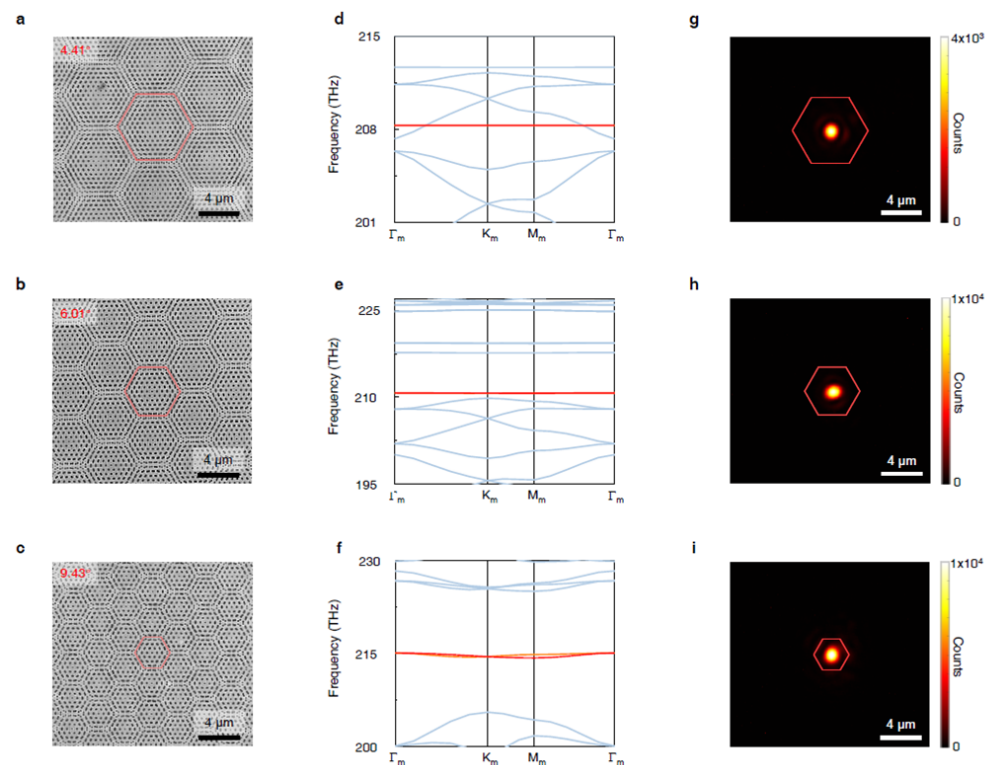 a
4.41°
4 μm
d
Frequency (THz)
215
208
201
Γm Km Mm Γm
g
4x10³
Counts
0
4 μm
b
6.01°
4 μm
e
Frequency (THz)
225
210
195
Γm Km Mm Γm
h
1x10⁴
Counts
0
4 μm
c
9.43°
4 μm
f
Frequency (THz)
230
215
200
Γm Km Mm Γm
i
1x10⁴
Counts
0
4 μm